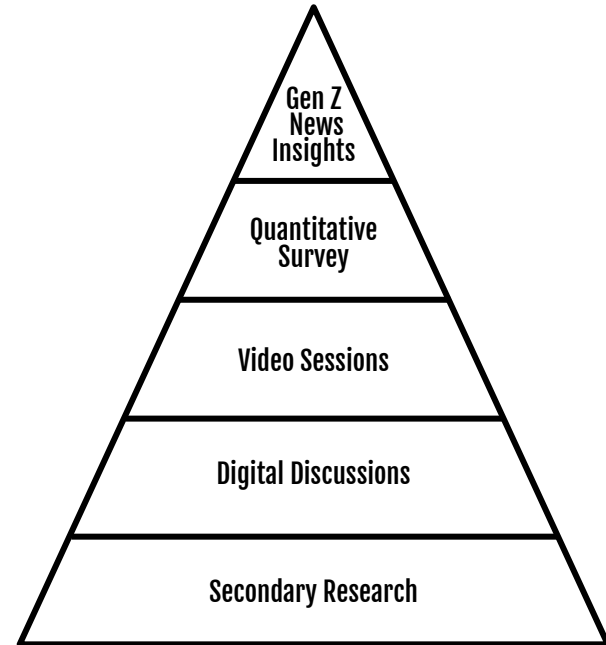 Gen Z
News
Insights
Quantitative
Survey
Video Sessions
Digital Discussions
Secondary Research